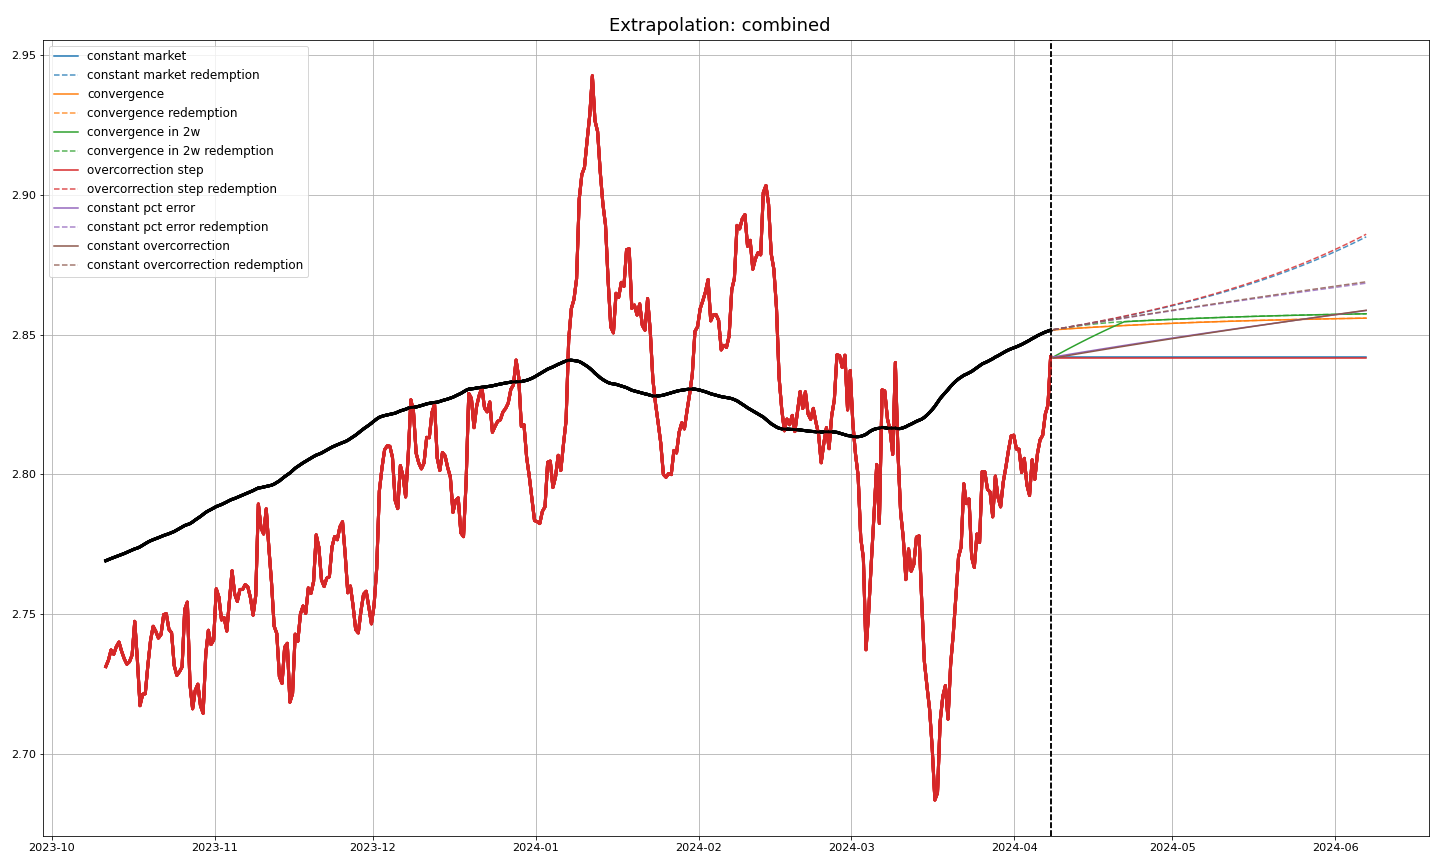 Extrapolation: combined
constant market
constant market redemption
convergence
convergence redemption
convergence in 2w
convergence in 2w redemption
overcorrection step
overcorrection step redemption
constant pct error
constant pct error redemption
constant overcorrection
constant overcorrection redemption
2.95
2.90
2.85
2.80
2.75
2.70
2023-10 2023-11 2023-12 2024-01 2024-02 2024-03 2024-04 2024-05 2024-06